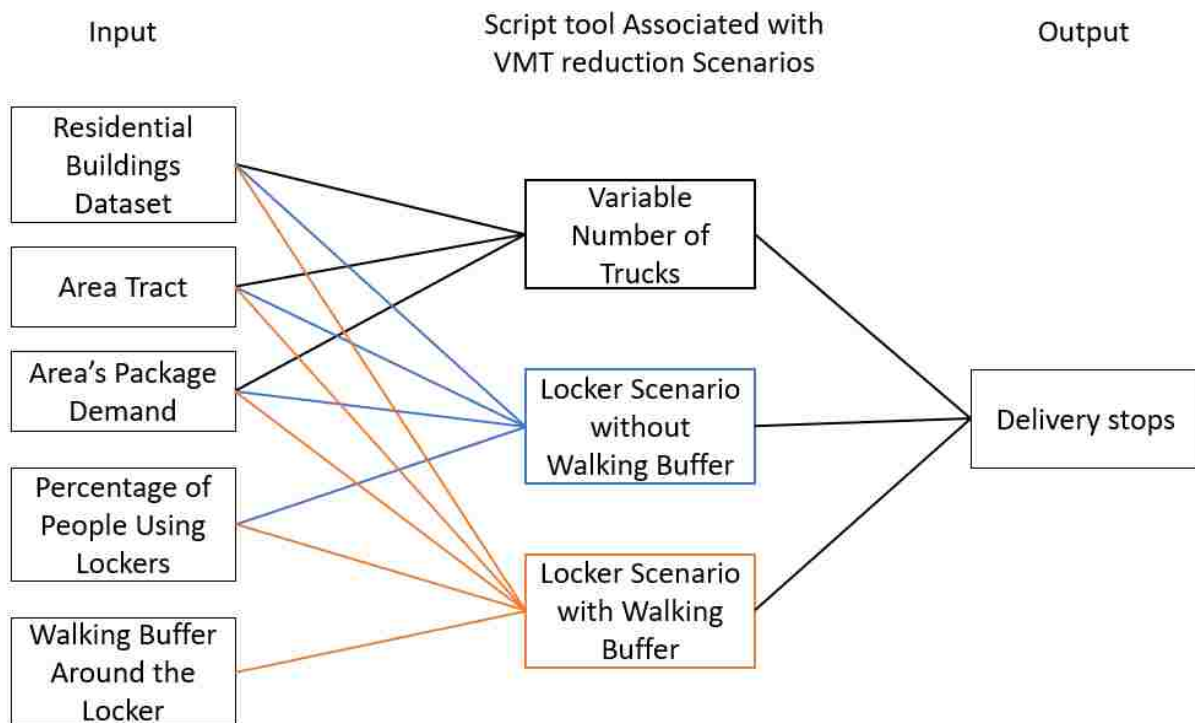 Input
Script tool Associated with
VMT reduction Scenarios
Output
Residential
Buildings
Dataset
Area Tract
Area’s Package
Demand
Percentage of
People Using
Lockers
Walking Buffer
Around the
Locker
Variable
Number of
Trucks
Locker Scenario
without
Walking Buffer
Locker Scenario
with Walking
Buffer
Delivery stops